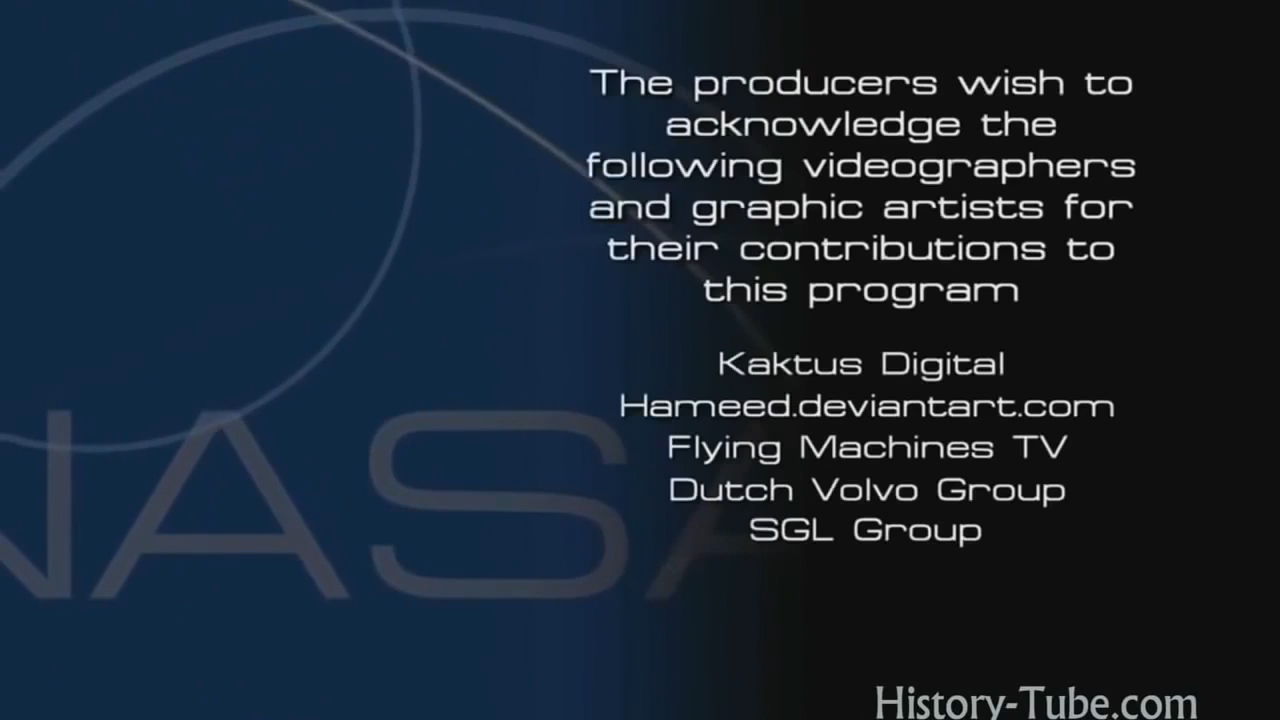 The producers wish to
acknowledge the
following videographers
and graphic artists for
their contributions to
this program
Kaktus Digital
Hameed.deviantart.com
Flying Machines TV
Dutch Volvo Group
SGL Group
NASA
History-Tube.com